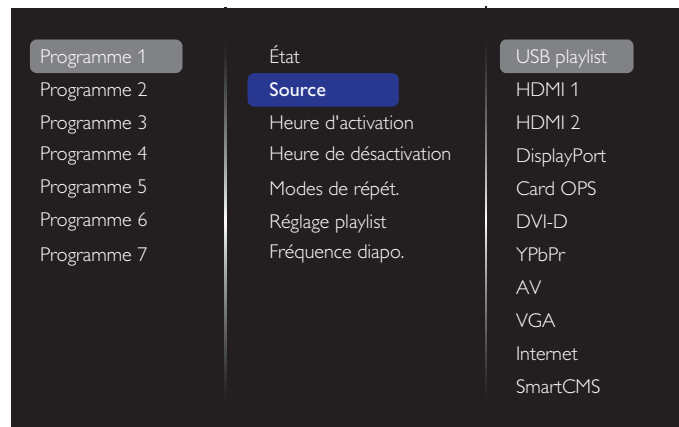 Programme 1
Programme 2
Programme 3
Programme 4
Programme 5
Programme 6
Programme 7
État
Source
Heure d'activation
Heure de désactivation
Modes de répét.
Réglage playlist
Fréquence diapo.
USB playlist
HDMI 1
HDMI 2
DisplayPort
Card OPS
DVI-D
YPbPr
AV
VGA
Internet
SmartCMS